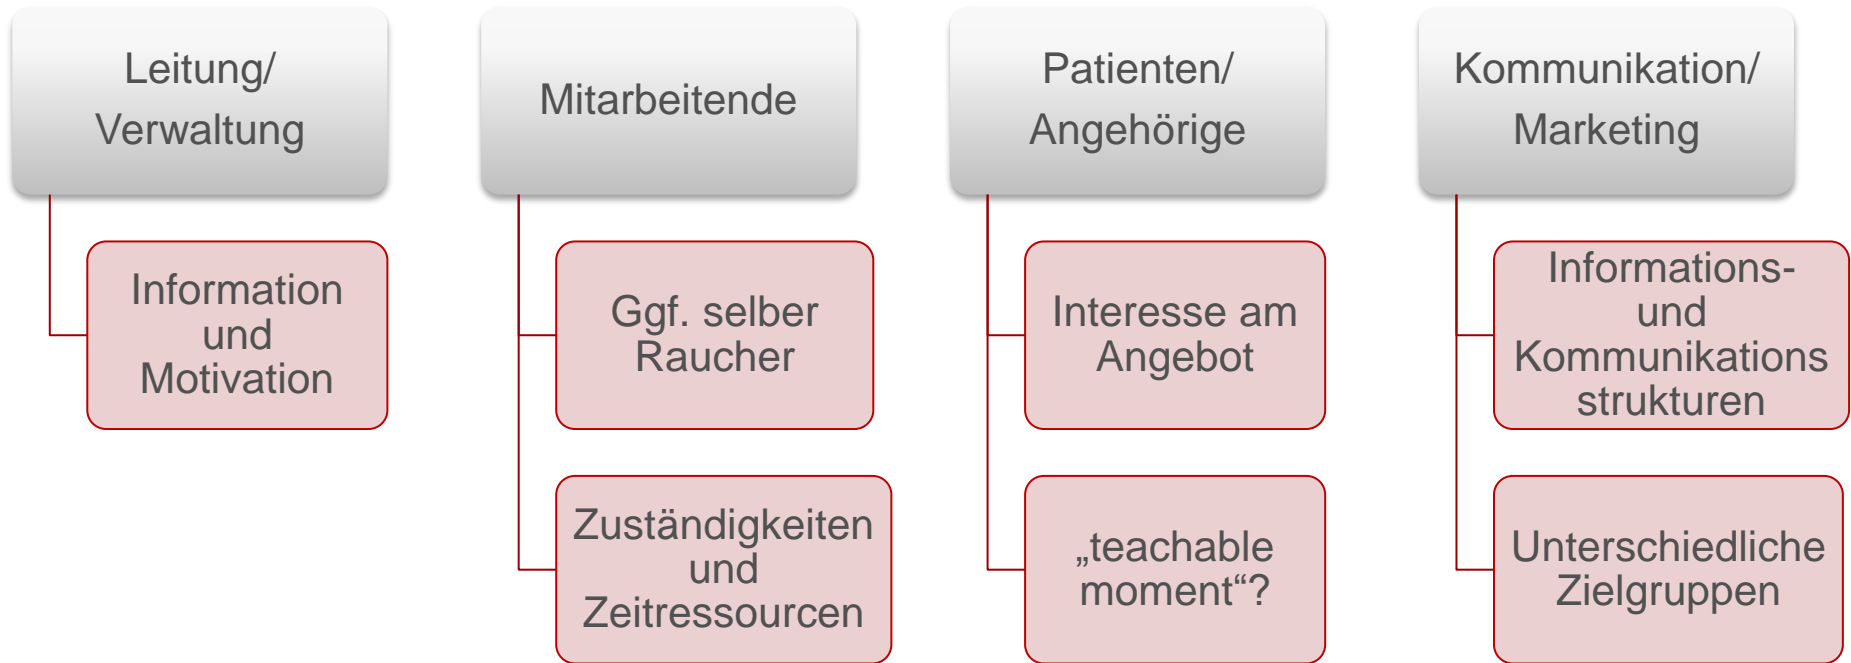 Leitung/
Verwaltung
Information
und
Motivation
Mitarbeitende
Ggf. selber
Raucher
Zuständigkeiten
und
Zeitressourcen
Patienten/
Angehörige
Interesse am
Angebot
„teachable
moment“?
Kommunikation/
Marketing
Informations-
und
Kommunikations
strukturen
Unterschiedliche
Zielgruppen